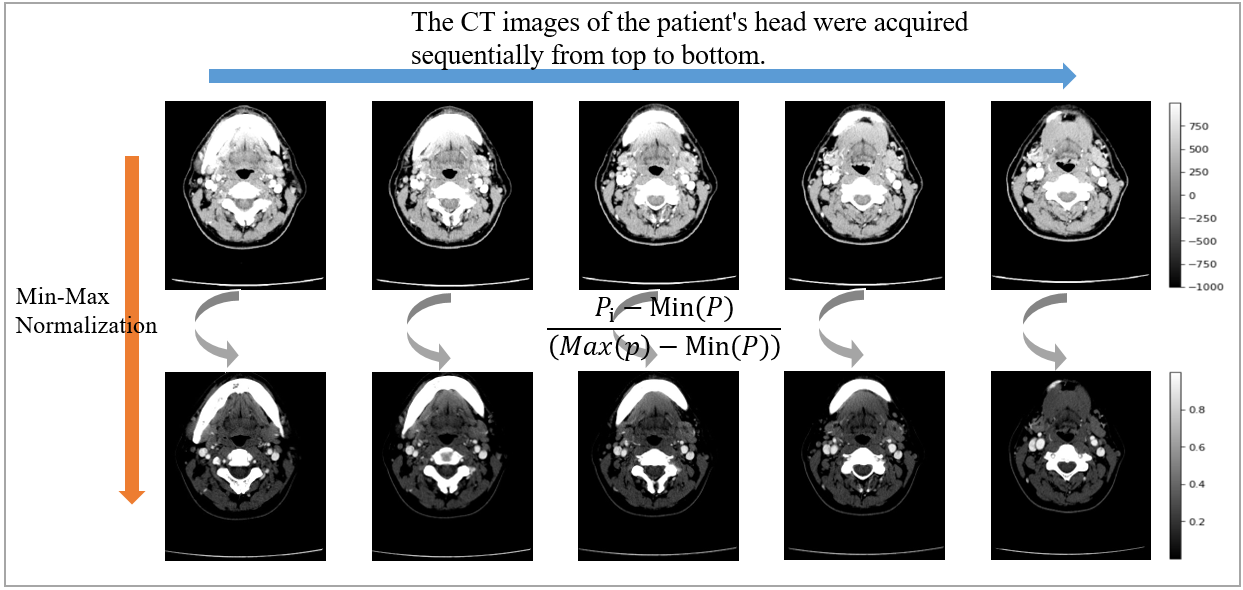 The CT images of the patient's head were acquired
sequentially from top to bottom.
750
500
250
0
−250
−500
−750
−1000
Min-Max
Normalization
Pi − Min(P)
(Max(p) − Min(P))
0.8
0.6
0.4
0.2